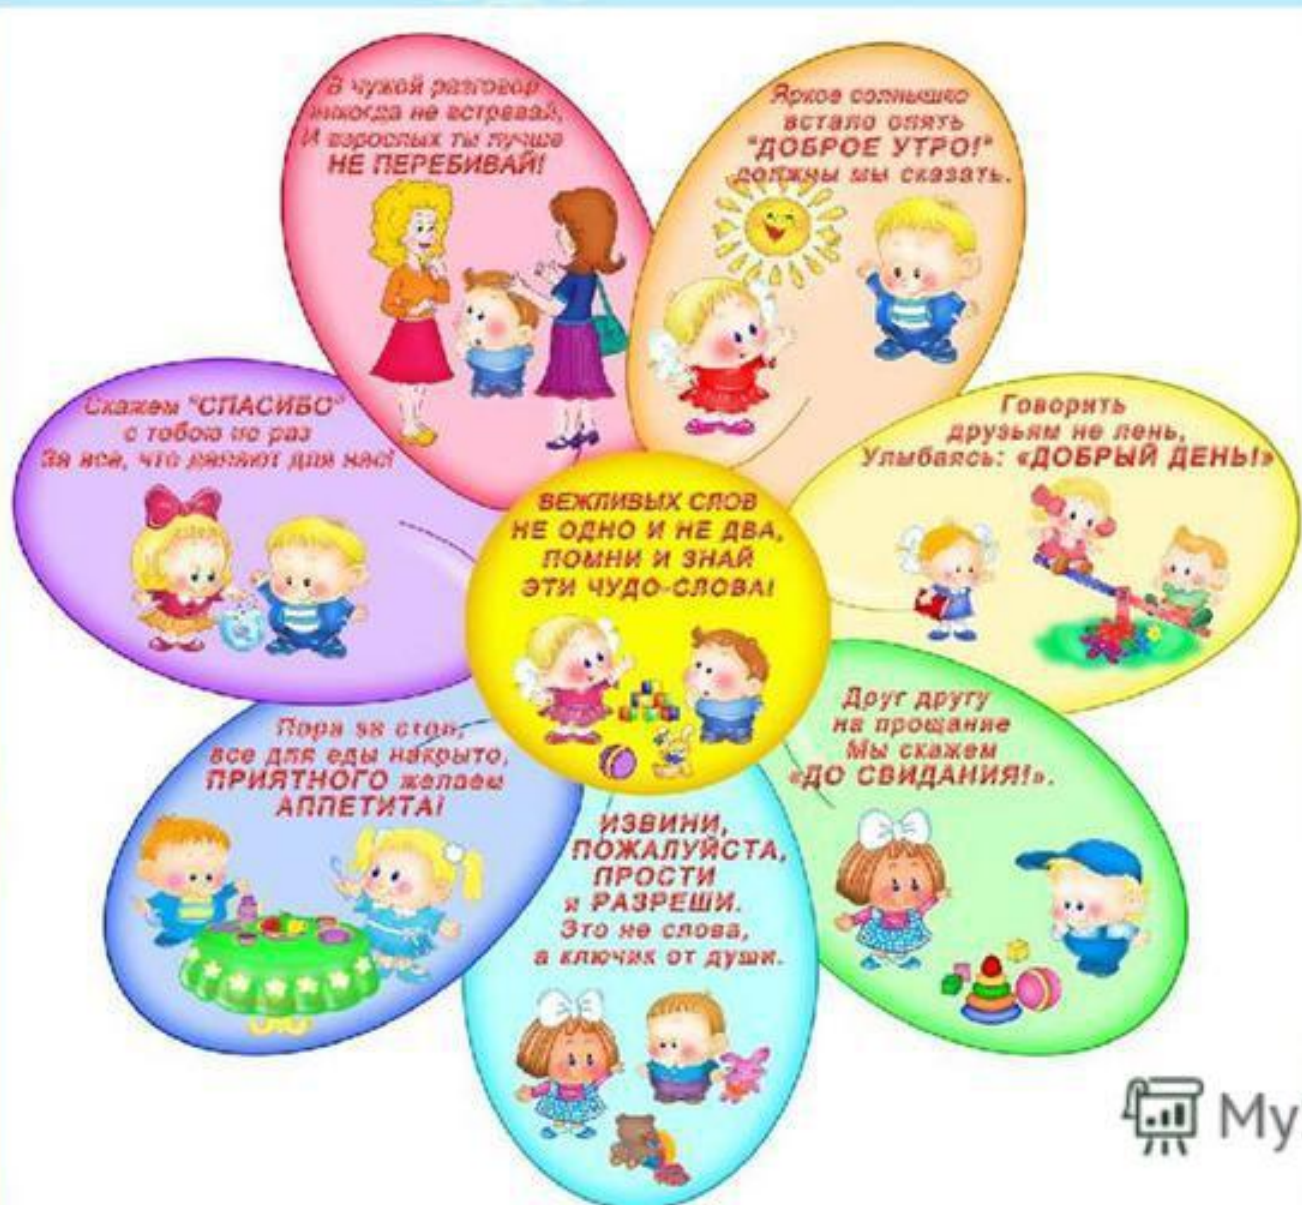 В чужой разговор
никогда не встревай,
И взрослых ты лучше
НЕ ПЕРЕБИВАЙ!
Яркое солнышко
встало опять
"ДОБРОЕ УТРО!"
должны мы сказать.
Говорить
друзьям не лень,
Улыбаясь: «ДОБРЫЙ ДЕНЬ!»
Друг другу
на прощание
Мы скажем
«ДО СВИДАНИЯ!».
ИЗВИНИ,
ПОЖАЛУЙСТА,
ПРОСТИ
и РАЗРЕШИ.
Это не слова,
а ключик от души.
Пора за стол,
все для еды накрыто,
ПРИЯТНОГО желаем
АППЕТИТА!
Скажем "СПАСИБО"
с тобою не раз
За все, что делают для нас!
ВЕЖЛИВЫХ СЛОВ
НЕ ОДНО И НЕ ДВА,
ПОМНИ И ЗНАЙ
ЭТИ ЧУДО-СЛОВА!
My